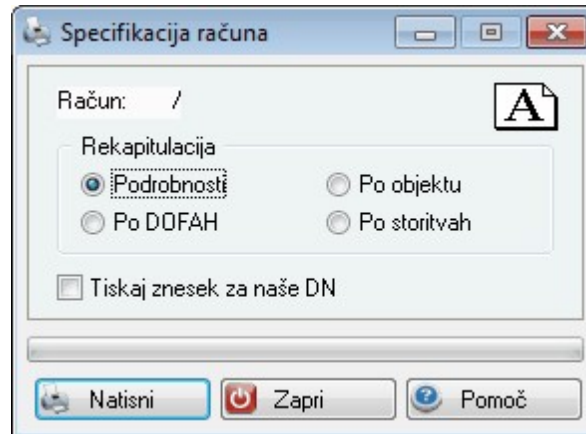 Specifikacija računa
Račun: /
A
Rekapitulacija
Podrobnosti Po objektu
Po DOFAH Po storitvah
Tiskaj znesek za naše DN
Natisni Zapri Pomoč